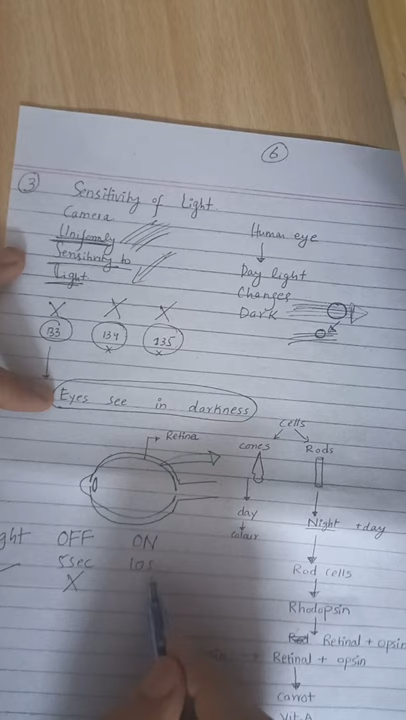 6
3 Sensitivity of Light
Camera
Uniformly
Sensitivity to
Light
Human eye
Day light
Changes
Dark
133 134 135
Eyes see in darkness
Retina
Cells
Cones Rods
day
colour
Night + day
Rod cells
Rhodopsin
Retinal + opsin
Retinal + opsin
Carrot
Vit-A
OFF ON
5sec 10s